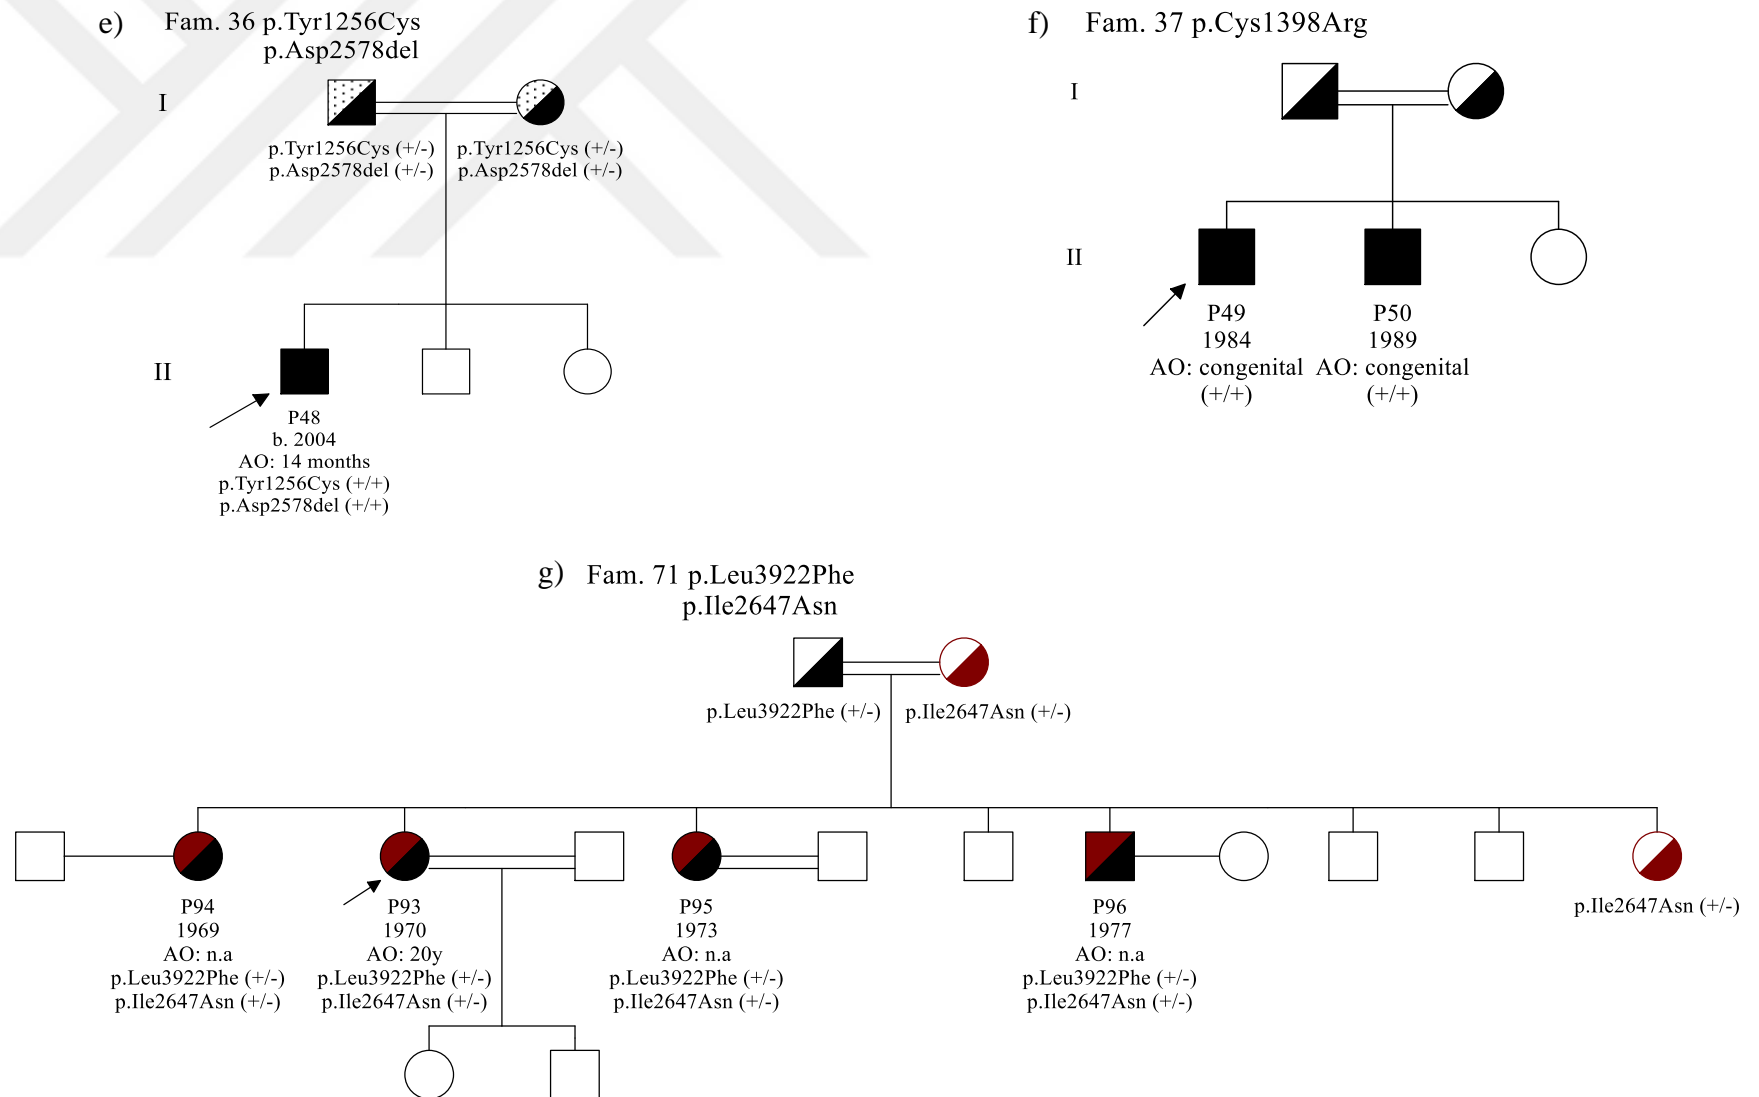 e) Fam. 36 p.Tyr1256Cys
p.Asp2578del
I
p.Tyr1256Cys (+/-) p.Tyr1256Cys (+/-)
p.Asp2578del (+/-) p.Asp2578del (+/-)
II
P48
b. 2004
AO: 14 months
p.Tyr1256Cys (+/+)
p.Asp2578del (+/+)
f) Fam. 37 p.Cys1398Arg
I
II
P49 P50
1984 1989
AO: congenital AO: congenital
(+/+) (+/+)
g) Fam. 71 p.Leu3922Phe
p.Ile2647Asn
p.Leu3922Phe (+/-) p.Ile2647Asn (+/-)
P94 P93 P95 P96 p.Ile2647Asn (+/-)
1969 1970 1973 1977
AO: n.a AO: 20y AO: n.a AO: n.a
p.Leu3922Phe (+/-) p.Leu3922Phe (+/-) p.Leu3922Phe (+/-) p.Leu3922Phe (+/-)
p.Ile2647Asn (+/-) p.Ile2647Asn (+/-) p.Ile2647Asn (+/-) p.Ile2647Asn (+/-)